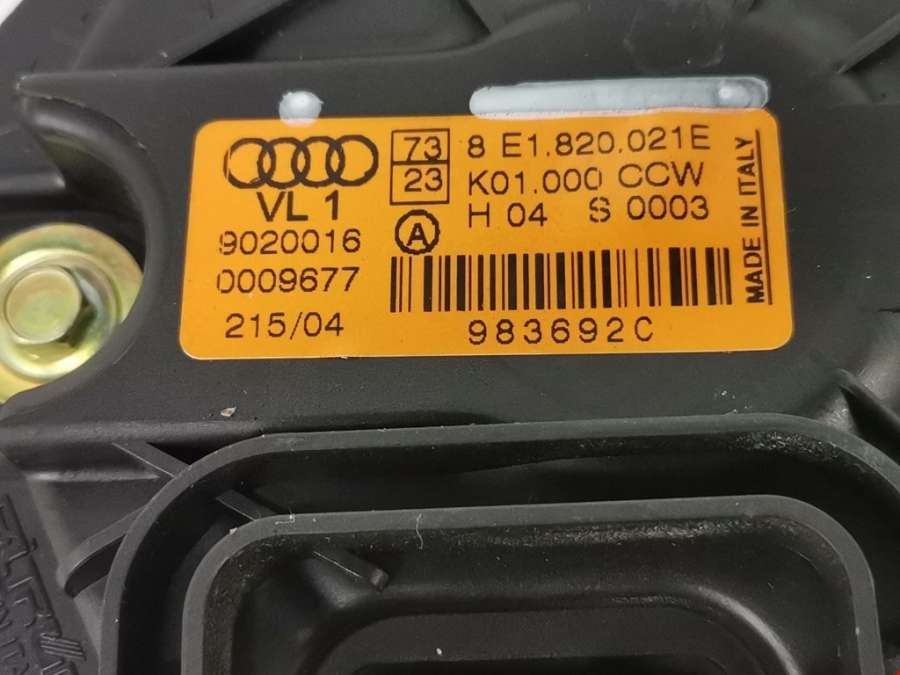 73 8 E1.820.021E
23 K01.000 CCW
VL 1
A
H 04 S 0003
9020016
0009677
215/04
983692C
MADE IN ITALY